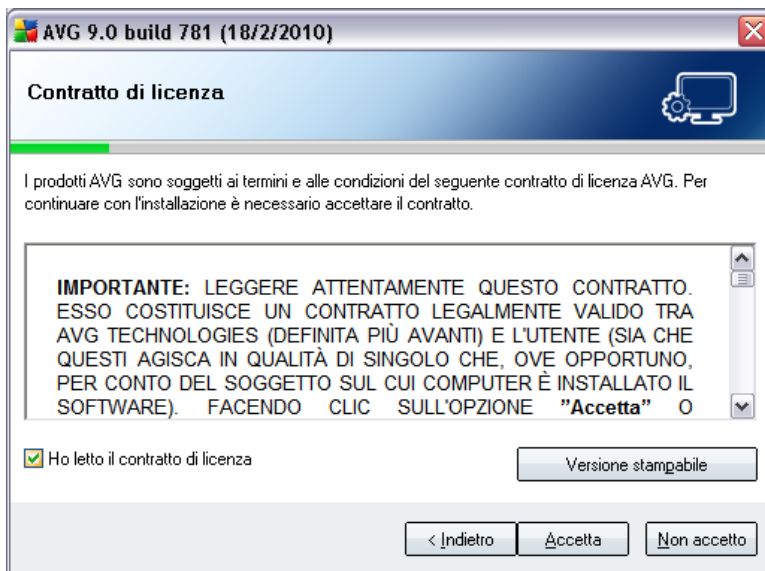 AVG 9.0 build 781 (18/2/2010)
Contratto di licenza
I prodotti AVG sono soggetti ai termini e alle condizioni del seguente contratto di licenza AVG. Per
continuare con l'installazione è necessario accettare il contratto.
IMPORTANTE: LEGGERE ATTENTAMENTE QUESTO CONTRATTO.
ESSO COSTITUISCE UN CONTRATTO LEGALMENTE VALIDO TRA
AVG TECHNOLOGIES (DEFINITA PIÙ AVANTI) E L'UTENTE (SIA CHE
QUESTI AGISCA IN QUALITÀ DI SINGOLO CHE, OVE OPPORTUNO,
PER CONTO DEL SOGGETTO SUL CUI COMPUTER È INSTALLATO IL
SOFTWARE). FACENDO CLIC SULL'OPZIONE "Accetta" O
Ho letto il contratto di licenza
Versione stampabile
< Indietro
Accetta
Non accetto